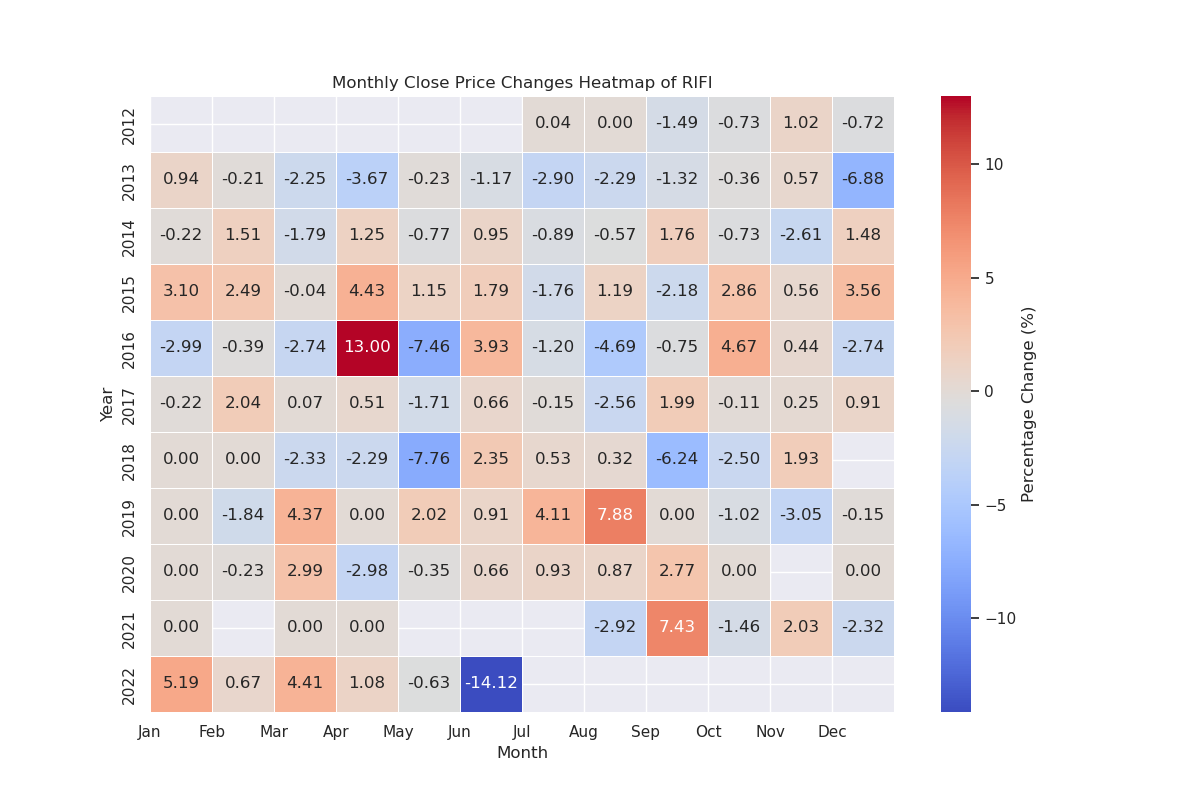 Monthly Close Price Changes Heatmap of RIFI
2012 0.04 0.00 -1.49 -0.73 1.02 -0.72
2013 0.94 -0.21 -2.25 -3.67 -0.23 -1.17 -2.90 -2.29 -1.32 -0.36 0.57 -6.88
2014 -0.22 1.51 -1.79 1.25 -0.77 0.95 -0.89 -0.57 1.76 -0.73 -2.61 1.48
2015 3.10 2.49 -0.04 4.43 1.15 1.79 -1.76 1.19 -2.18 2.86 0.56 3.56
2016 -2.99 -0.39 -2.74 13.00 -7.46 3.93 -1.20 -4.69 -0.75 4.67 0.44 -2.74
2017 -0.22 2.04 0.07 0.51 -1.71 0.66 -0.15 -2.56 1.99 -0.11 0.25 0.91
2018 0.00 0.00 -2.33 -2.29 -7.76 2.35 0.53 0.32 -6.24 -2.50 1.93
2019 0.00 -1.84 4.37 0.00 2.02 0.91 4.11 7.88 0.00 -1.02 -3.05 -0.15
2020 0.00 -0.23 2.99 -2.98 -0.35 0.66 0.93 0.87 2.77 0.00 0.00
2021 0.00 0.00 0.00 -2.92 7.43 -1.46 2.03 -2.32
2022 5.19 0.67 4.41 1.08 -0.63 -14.12
Jan Feb Mar Apr May Jun Jul Aug Sep Oct Nov Dec
Month
Year
10
5
0
−5
−10
Percentage Change (%)